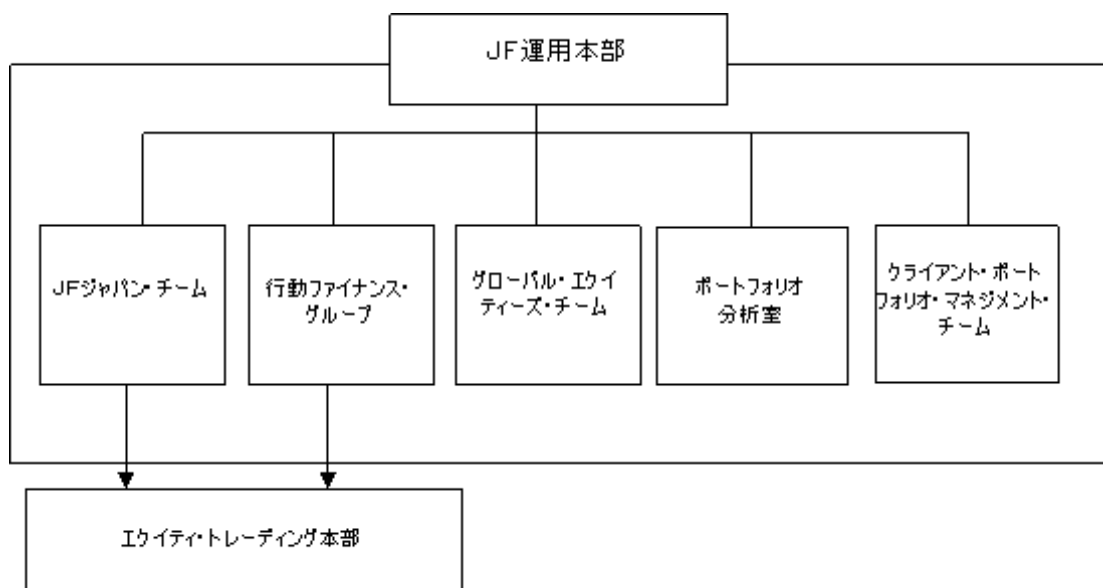 JF運用本部
JFジャパン・チーム
行動ファイナンス・
グループ
グローバル・エクイ
ティーズ・チーム
ポートフォリオ
分析室
クライアント・ポート
フォリオ・マネジメント・
チーム
エクイティ・トレーディング本部